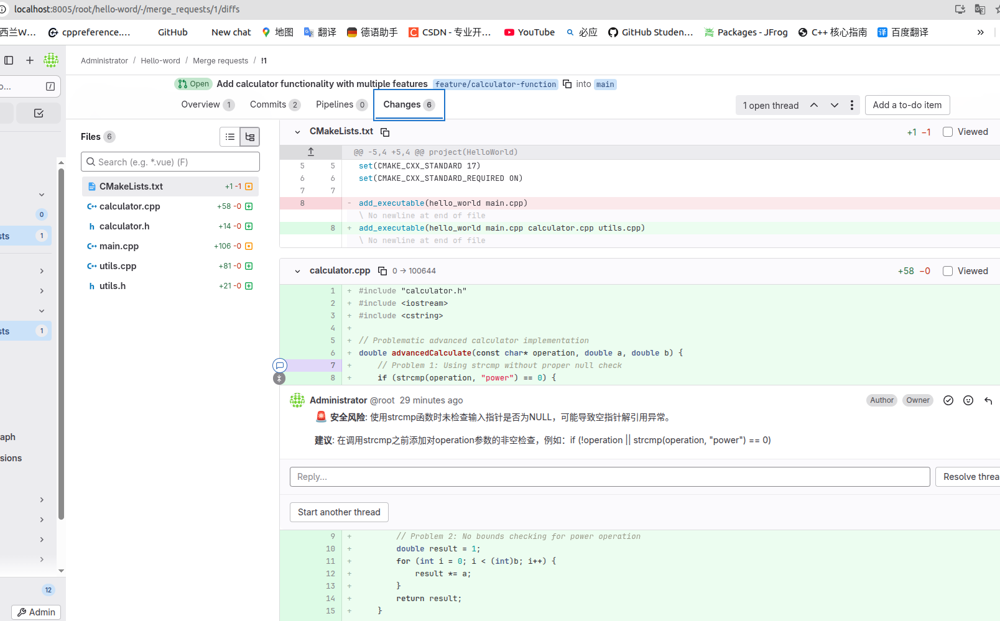 localhost:8005/root/hello-word/-/merge_requests/1/diffs
西兰W... cppreference.... GitHub New chat 地图 翻译 德语助手 CSDN - 专业开... YouTube 必应 GitHub Studen... Packages - JFrog C++ 核心指南 百度翻译 »
Administrator / Hello-word / Merge requests / !1
Open Add calculator functionality with multiple features feature/calculator-function into main
Overview 1 Commits 2 Pipelines 0 Changes 6
1 open thread Add a to-do item
o... /
0
sts 1
sts 1
aph
sions
12
Admin
Files 6
Search (e.g. *.vue) (F)
CMakeLists.txt +1 -1
calculator.cpp +58 -0
calculator.h +14 -0
main.cpp +106 -0
utils.cpp +81 -0
utils.h +21 -0
CMakeLists.txt +1 −1 Viewed
@@ -5,4 +5,4 @@ project(HelloWorld)
5 5 set(CMAKE_CXX_STANDARD 17)
6 6 set(CMAKE_CXX_STANDARD_REQUIRED ON)
7 7
8 - add_executable(hello_world main.cpp)
\ No newline at end of file
8 + add_executable(hello_world main.cpp calculator.cpp utils.cpp)
\ No newline at end of file
calculator.cpp 0 → 100644 +58 −0 Viewed
1 + #include "calculator.h"
2 + #include <iostream>
3 + #include <cstring>
4 +
5 + // Problematic advanced calculator implementation
6 + double advancedCalculate(const char* operation, double a, double b) {
7 + // Problem 1: Using strcmp without proper null check
8 + if (strcmp(operation, "power") == 0) {
Administrator @root 29 minutes ago Author Owner
🚨 安全风险: 使用strcmp函数时未检查输入指针是否为NULL，可能导致空指针解引用异常。
建议: 在调用strcmp之前添加对operation参数的非空检查，例如：if (!operation || strcmp(operation, "power") == 0)
Reply... Resolve threa
Start another thread
9 + // Problem 2: No bounds checking for power operation
10 + double result = 1;
11 + for (int i = 0; i < (int)b; i++) {
12 + result *= a;
13 + }
14 + return result;
15 + }